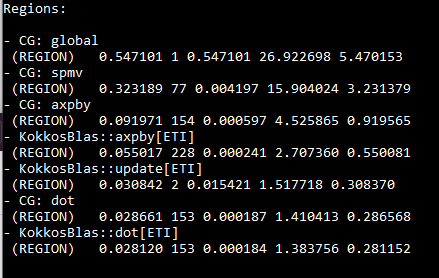 Regions:
- CG: global
(REGION) 0.547101 1 0.547101 26.922698 5.470153
- CG: spmv
(REGION) 0.323189 77 0.004197 15.904024 3.231379
- CG: axpby
(REGION) 0.091971 154 0.000597 4.525865 0.919565
- KokkosBlas::axpby[ETI]
(REGION) 0.055017 228 0.000241 2.707360 0.550081
- KokkosBlas::update[ETI]
(REGION) 0.030842 2 0.015421 1.517718 0.308370
- CG: dot
(REGION) 0.028661 153 0.000187 1.410413 0.286568
- KokkosBlas::dot[ETI]
(REGION) 0.028120 153 0.000184 1.383756 0.281152